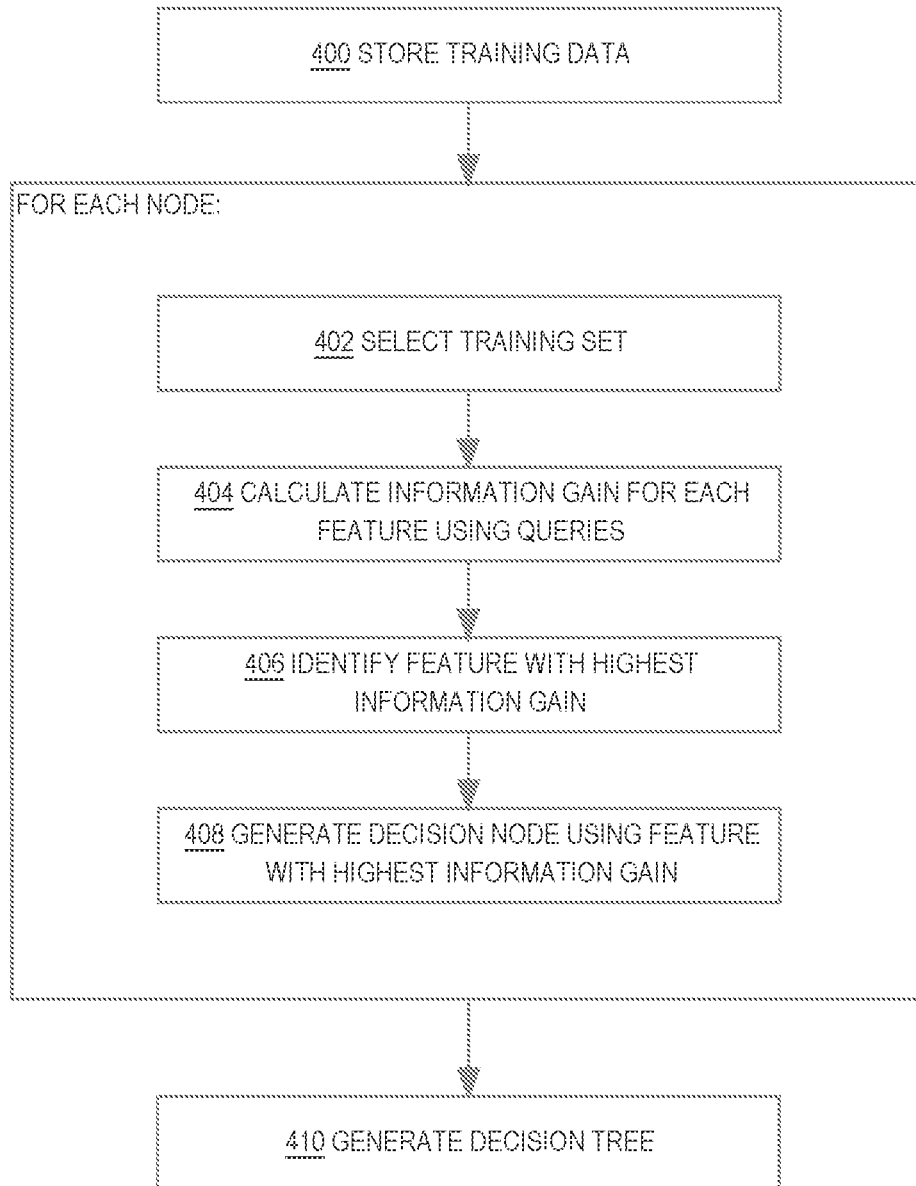 400 STORE TRAINING DATA
FOR EACH NODE:
402 SELECT TRAINING SET
404 CALCULATE INFORMATION GAIN FOR EACH
FEATURE USING QUERIES
406 IDENTIFY FEATURE WITH HIGHEST
INFORMATION GAIN
408 GENERATE DECISION NODE USING FEATURE
WITH HIGHEST INFORMATION GAIN
410 GENERATE DECISION TREE